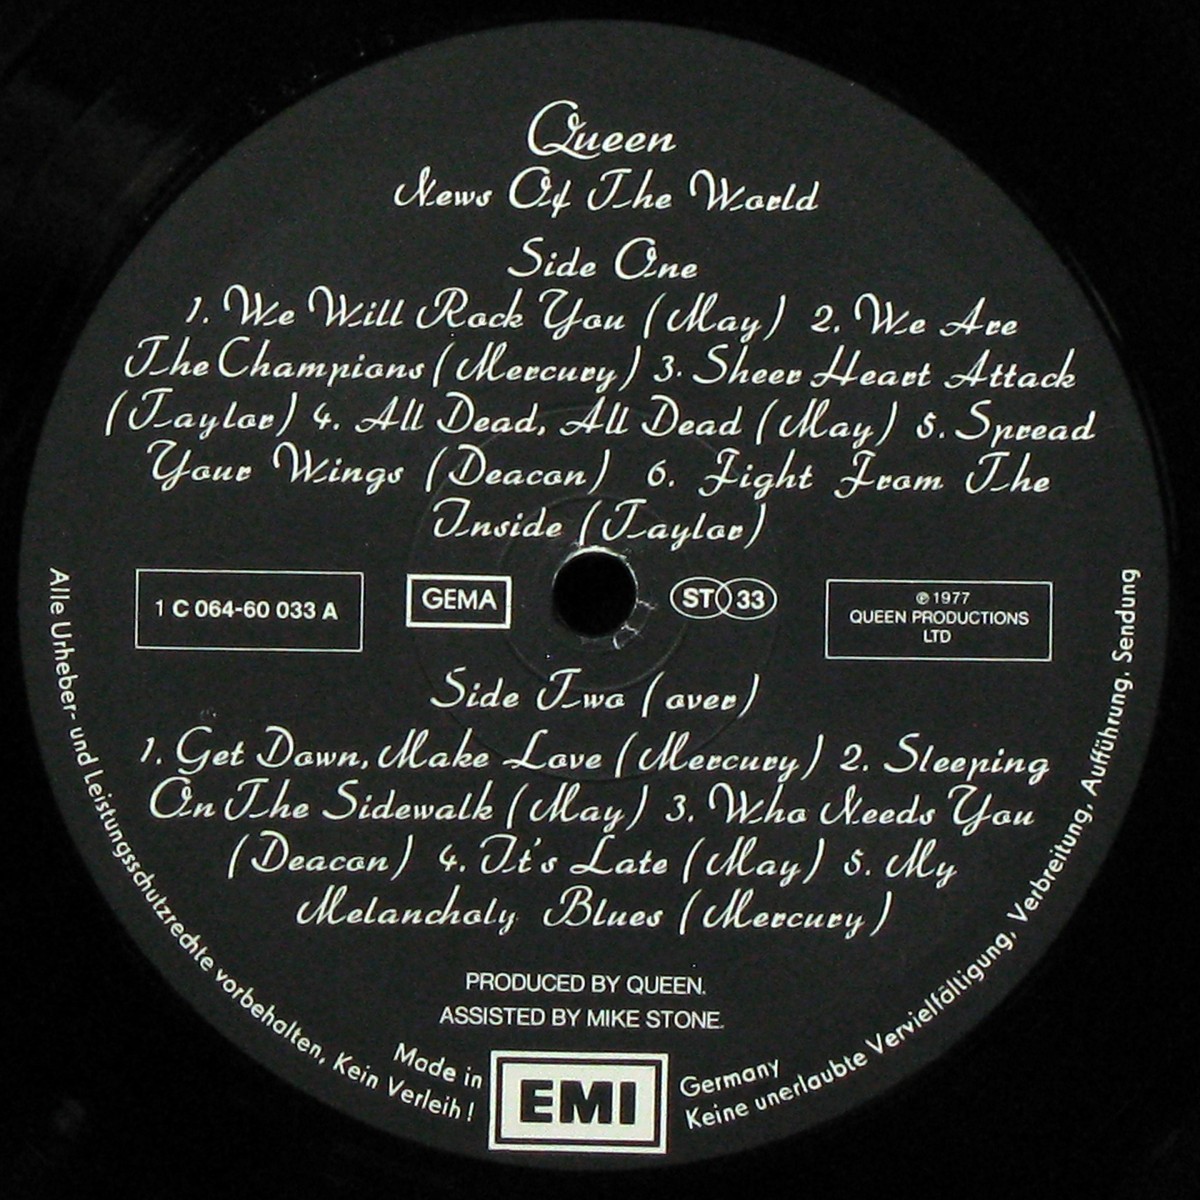 Queen
News Of The World
Side One
1. We Will Rock You (May) 2. We Are
The Champions (Mercury) 3. Sheer Heart Attack
(Taylor) 4. All Dead, All Dead (May) 5. Spread
Your Wings (Deacon) 6. Fight From The
Inside (Taylor)
1 C 064-60 033 A
GEMA
ST 33
℗ 1977
QUEEN PRODUCTIONS
LTD
Side Two (over)
1. Get Down, Make Love (Mercury) 2. Sleeping
On The Sidewalk (May) 3. Who Needs You
(Deacon) 4. It's Late (May) 5. My
Melancholy Blues (Mercury)
PRODUCED BY QUEEN.
ASSISTED BY MIKE STONE.
Made in
EMI
Germany
Alle Urheber- und Leistungsschutzrechte vorbehalten, Kein Verleih!
Keine unerlaubte Vervielfältigung, Verbreitung, Aufführung, Sendung